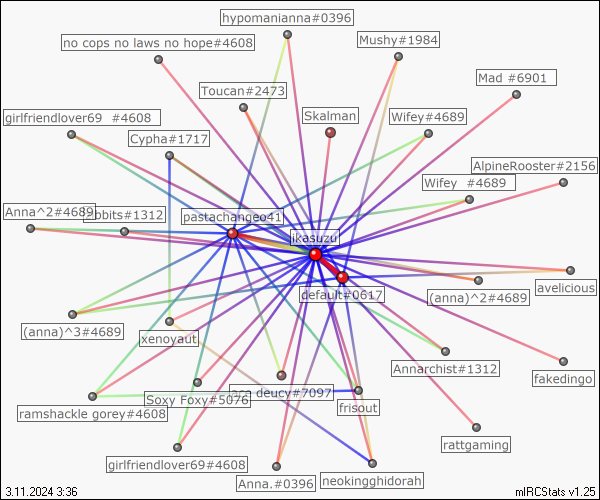 hypomanianna#0396
Mushy#1984
no cops no laws no hope#4608
Mad #6901
Toucan#2473
Skalman
Wifey#4689
girlfriendlover69 #4608
Cypha#1717
AlpineRooster#2156
Wifey #4689
Anna^2#4689
bbits#1312
pastachangeo41
ikasuzu
default#0617
(anna)^2#4689
avelicious
(anna)^3#4689
xenoyaut
Annarchist#1312
fakedingo
deucy#7097
Soxy Foxy#5076
frisout
ramshackle gorey#4608
rattgaming
girlfriendlover69#4608
Anna.#0396
neokingghidorah
3.11.2024 3:36
mIRCStats v1.25